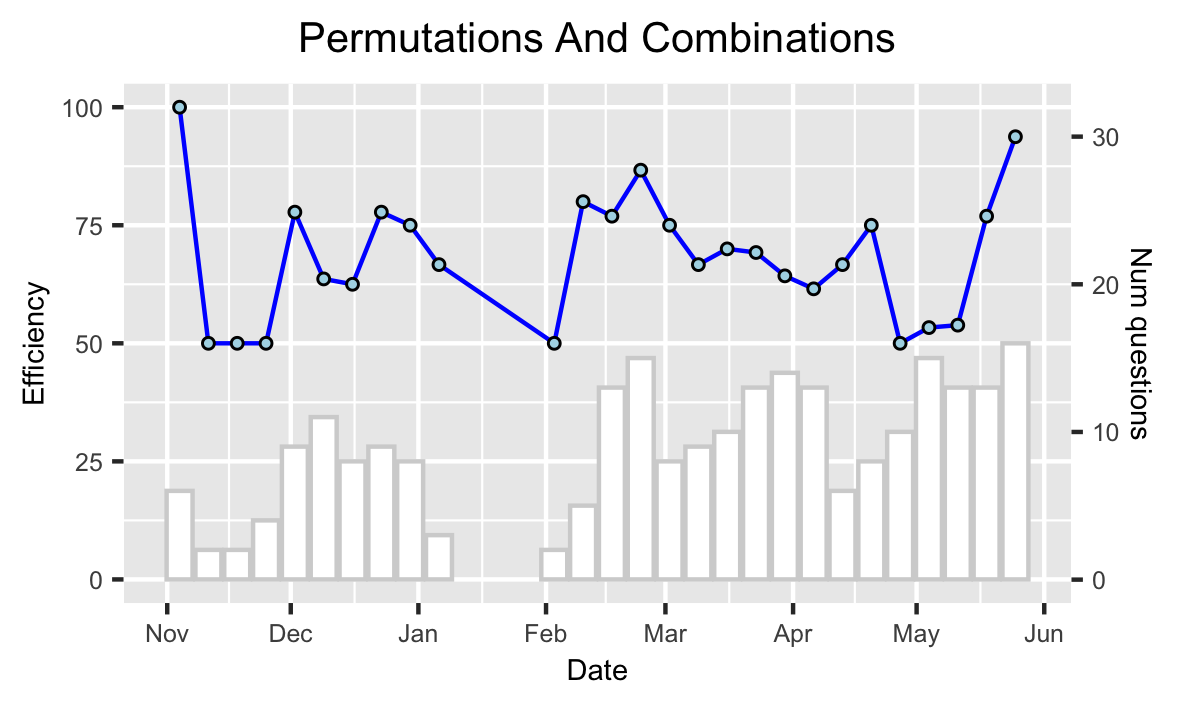 Permutations And Combinations
Efficiency
100
75
50
25
0
30
20
10
0
Num questions
Nov Dec Jan Feb Mar Apr May Jun
Date